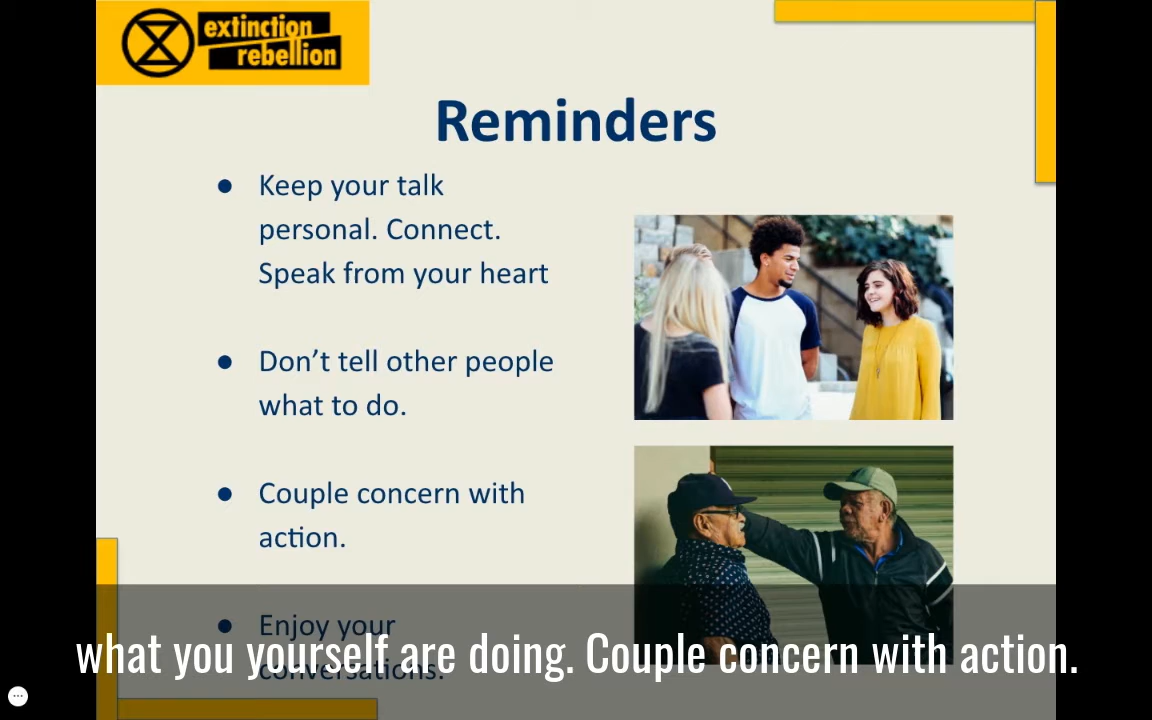 extinction
rebellion
Reminders
● Keep your talk
personal. Connect.
Speak from your heart
● Don’t tell other people
what to do.
● Couple concern with
action.
● Enjoy your
conversations.
what you yourself are doing. Couple concern with action.